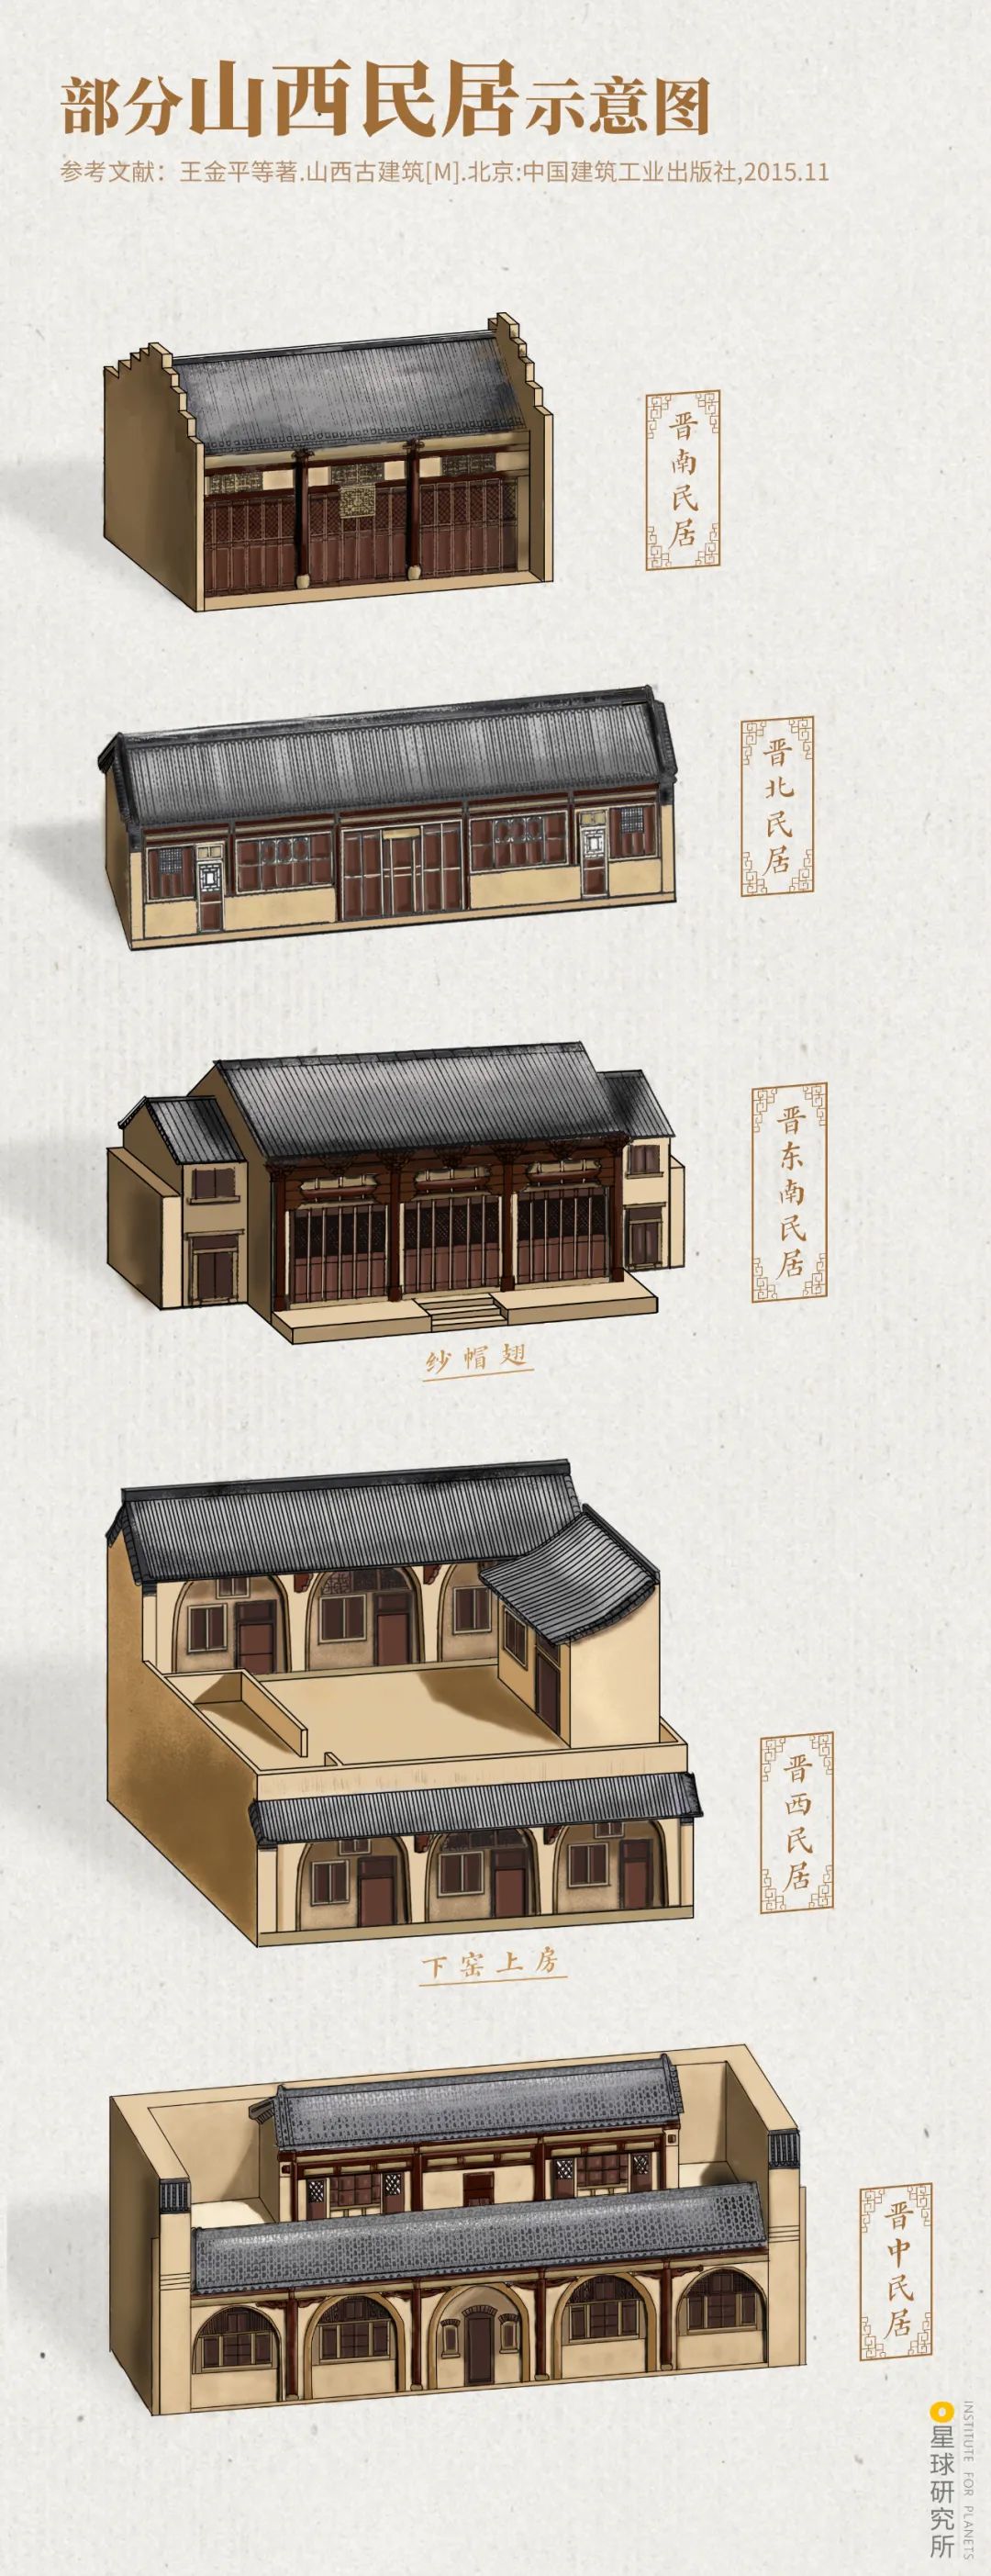 部分山西民居示意图
参考文献：王金平等著.山西古建筑[M].北京:中国建筑工业出版社,2015.11
晋南民居
晋北民居
晋东南民居
纱帽翅
晋西民居
下窑上房
晋中民居
星球研究所
INSTITUTE FOR PLANETS